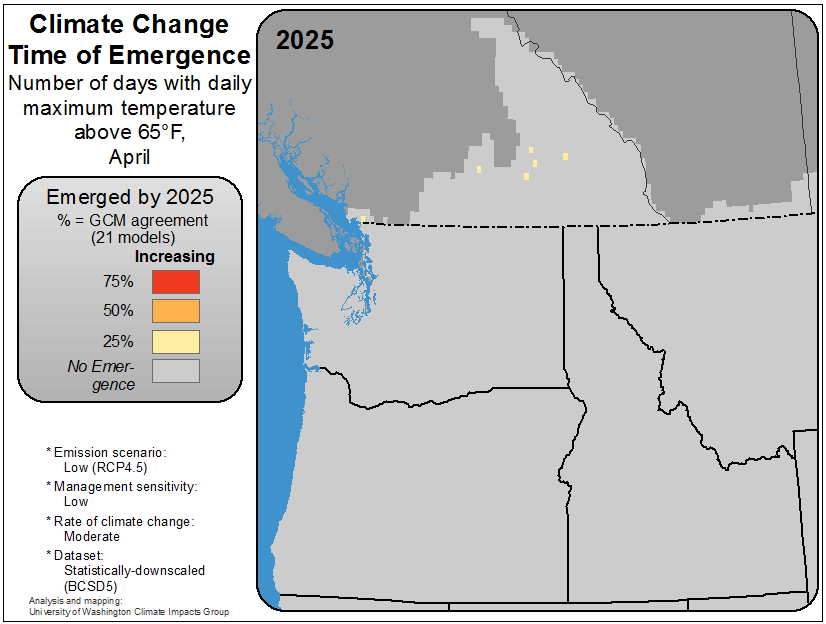 Climate Change
Time of Emergence
Number of days with daily
maximum temperature
above 65°F,
April
Emerged by 2025
% = GCM agreement
(21 models)
Increasing
75%
50%
25%
No Emer-
gence
* Emission scenario:
Low (RCP4.5)
* Management sensitivity:
Low
* Rate of climate change:
Moderate
* Dataset:
Statistically-downscaled
(BCSD5)
Analysis and mapping:
University of Washington Climate Impacts Group
2025